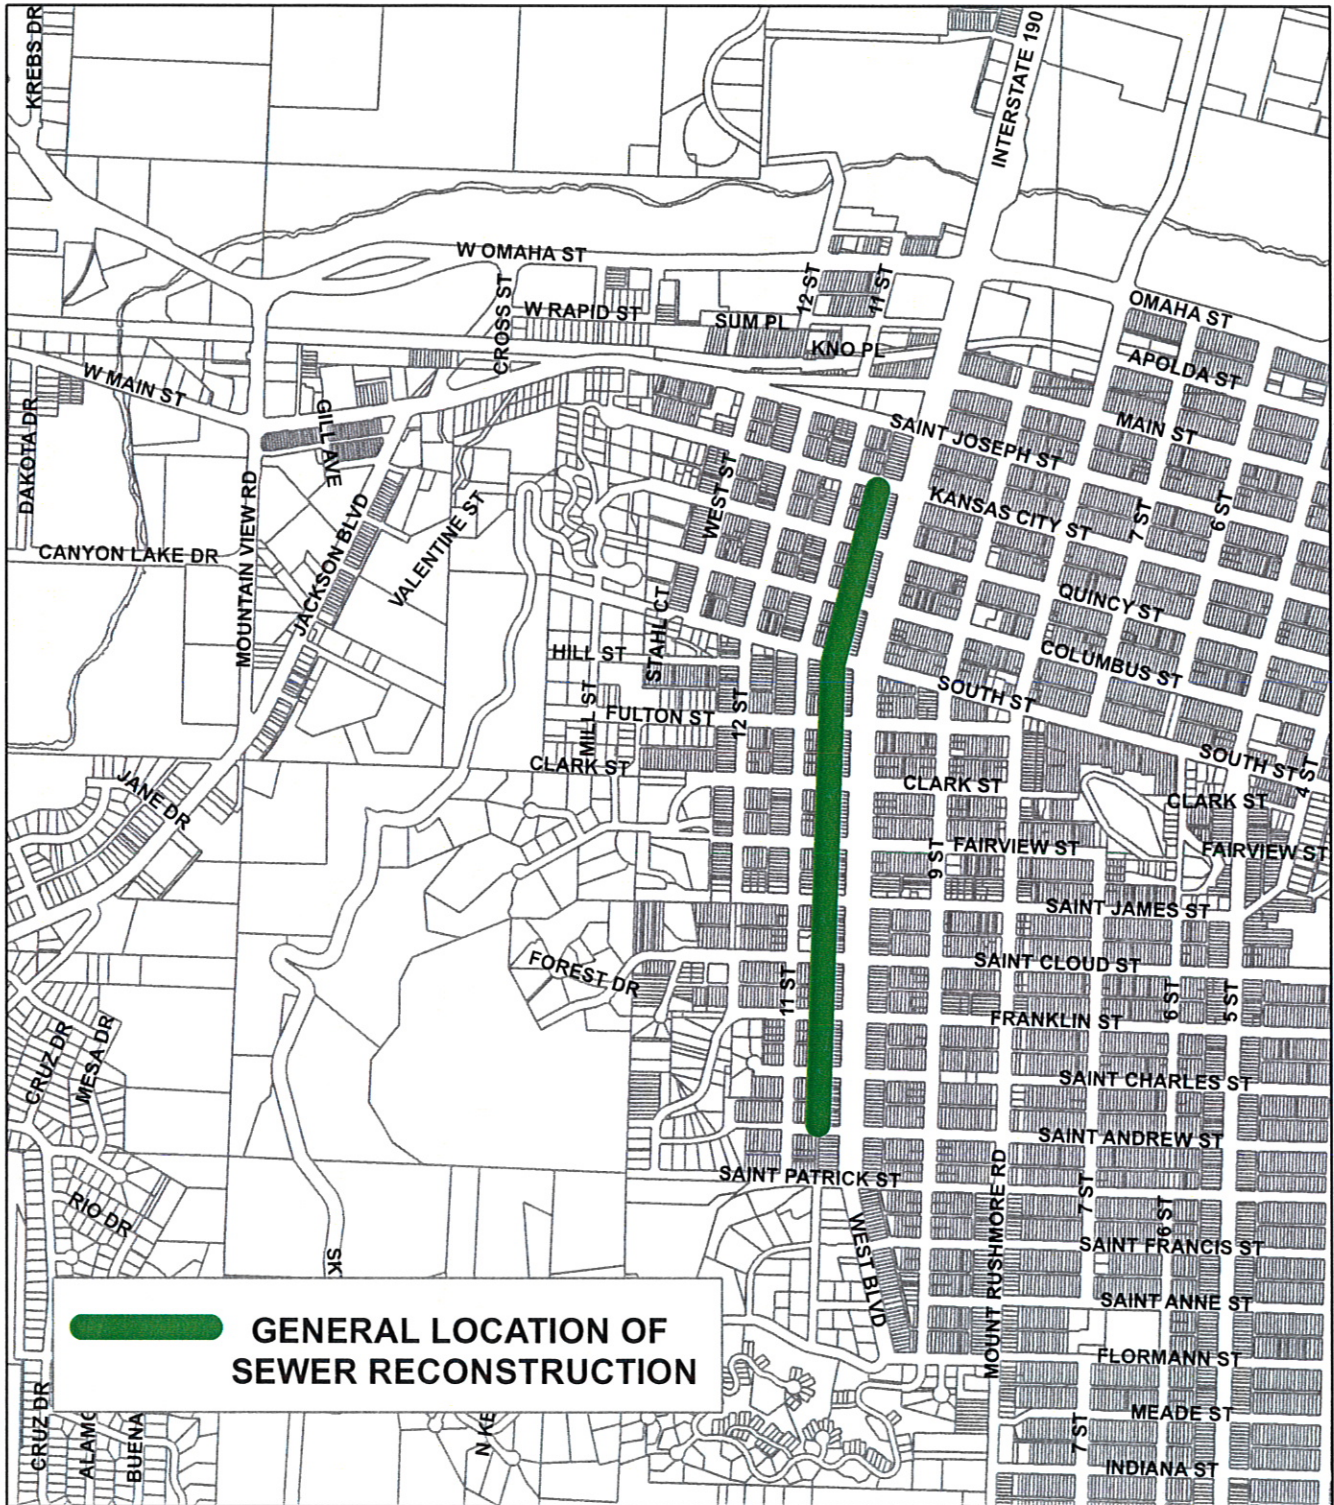 KREBS DR
INTERSTATE 190
W OMAHA ST
CROSS ST
12 ST
11 ST
W RAPID ST
SUM PL
OMAHA ST
KNO PL
APOLDA ST
W MAIN ST
DAKOTA DR
GILL AVE
MAIN ST
SAINT JOSEPH ST
WEST ST
MOUNTAIN VIEW RD
JACKSON BLVD
VALENTINE ST
KANSAS CITY ST
7 ST
6 ST
CANYON LAKE DR
QUINCY ST
STAHL CT
HILL ST
COLUMBUS ST
MILL ST
12 ST
FULTON ST
SOUTH ST
CLARK ST
SOUTH ST
4 ST
JANE DR
CLARK ST
CLARK ST
9 ST
FAIRVIEW ST
FAIRVIEW ST
SAINT JAMES ST
FOREST DR
11 ST
SAINT CLOUD ST
6 ST
5 ST
FRANKLIN ST
CRUZ DR
MESA DR
SAINT CHARLES ST
SAINT ANDREW ST
SAINT PATRICK ST
MOUNT RUSHMORE RD
7 ST
6 ST
RIO DR
WEST BLVD
SAINT FRANCIS ST
SK
SAINT ANNE ST
GENERAL LOCATION OF
SEWER RECONSTRUCTION
FLORMANN ST
CRUZ DR
ALAMO
BUENA
N KE
7 ST
MEADE ST
INDIANA ST